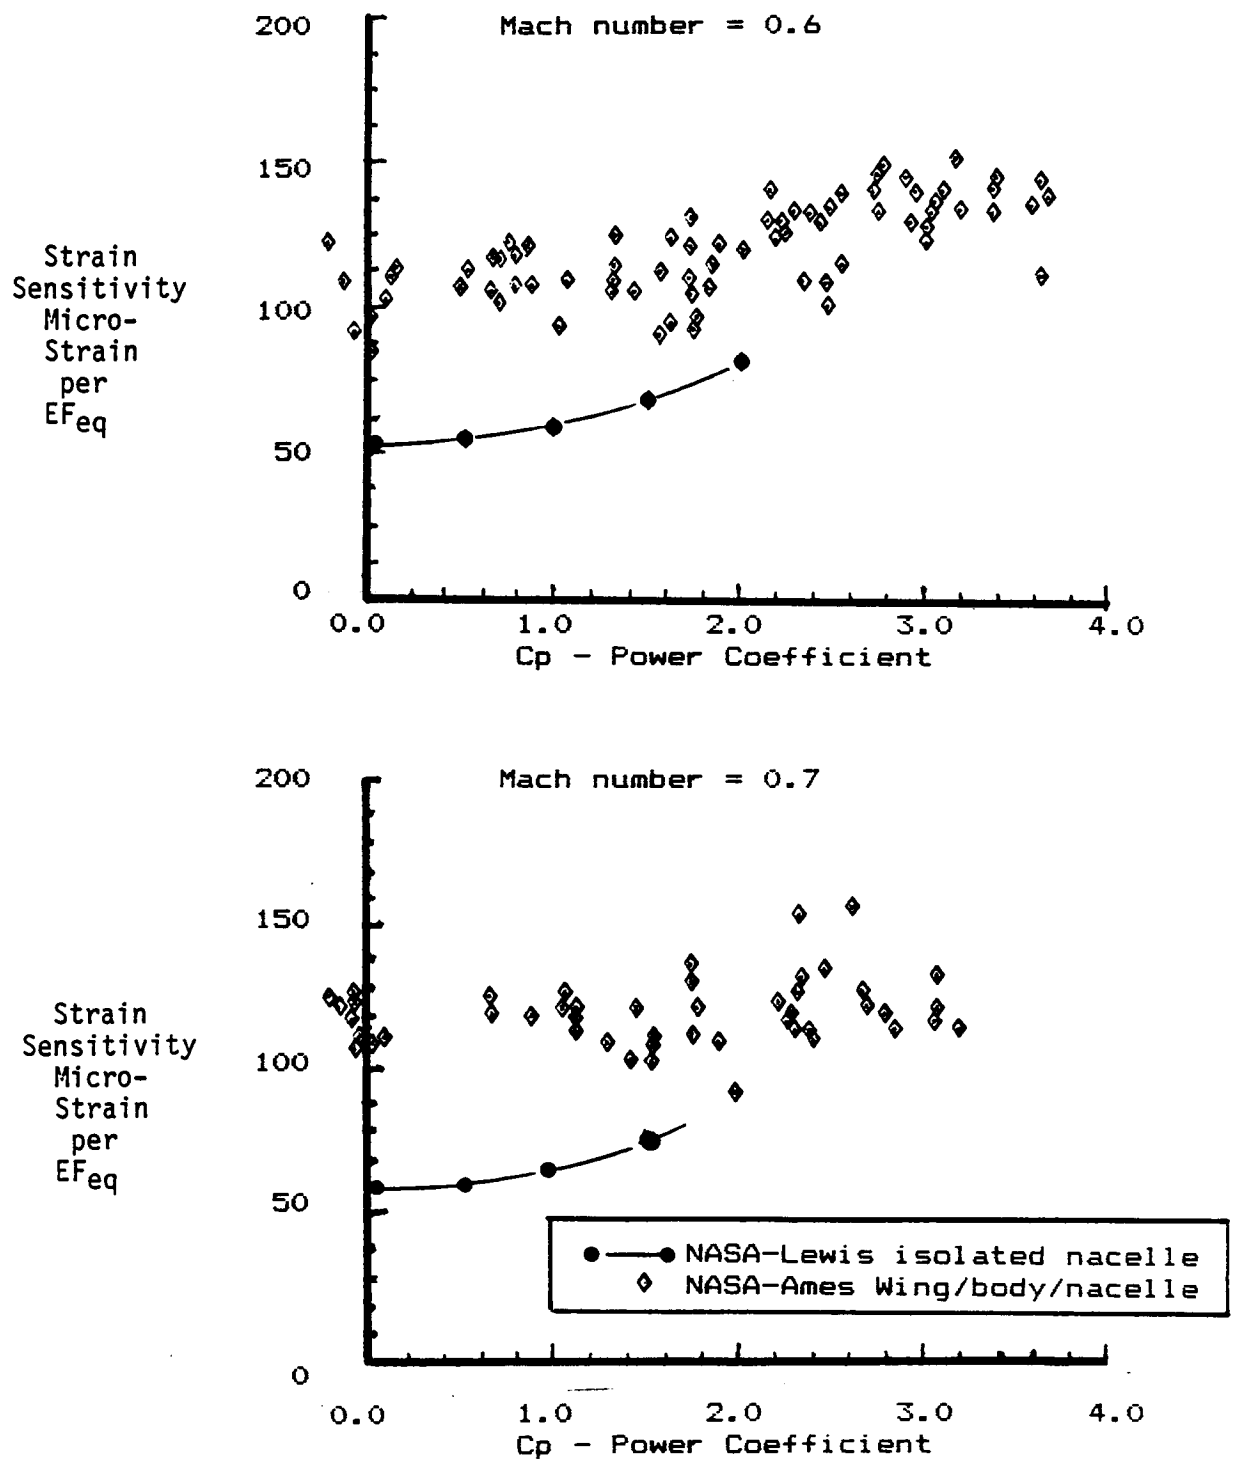 Mach number = 0.6
200
150
100
50
0
Strain
Sensitivity
Micro-
Strain
per
EFeq
0.0 1.0 2.0 3.0 4.0
Cp - Power Coefficient
Mach number = 0.7
200
150
100
50
0
Strain
Sensitivity
Micro-
Strain
per
EFeq
NASA-Lewis isolated nacelle
NASA-Ames Wing/body/nacelle
0.0 1.0 2.0 3.0 4.0
Cp - Power Coefficient